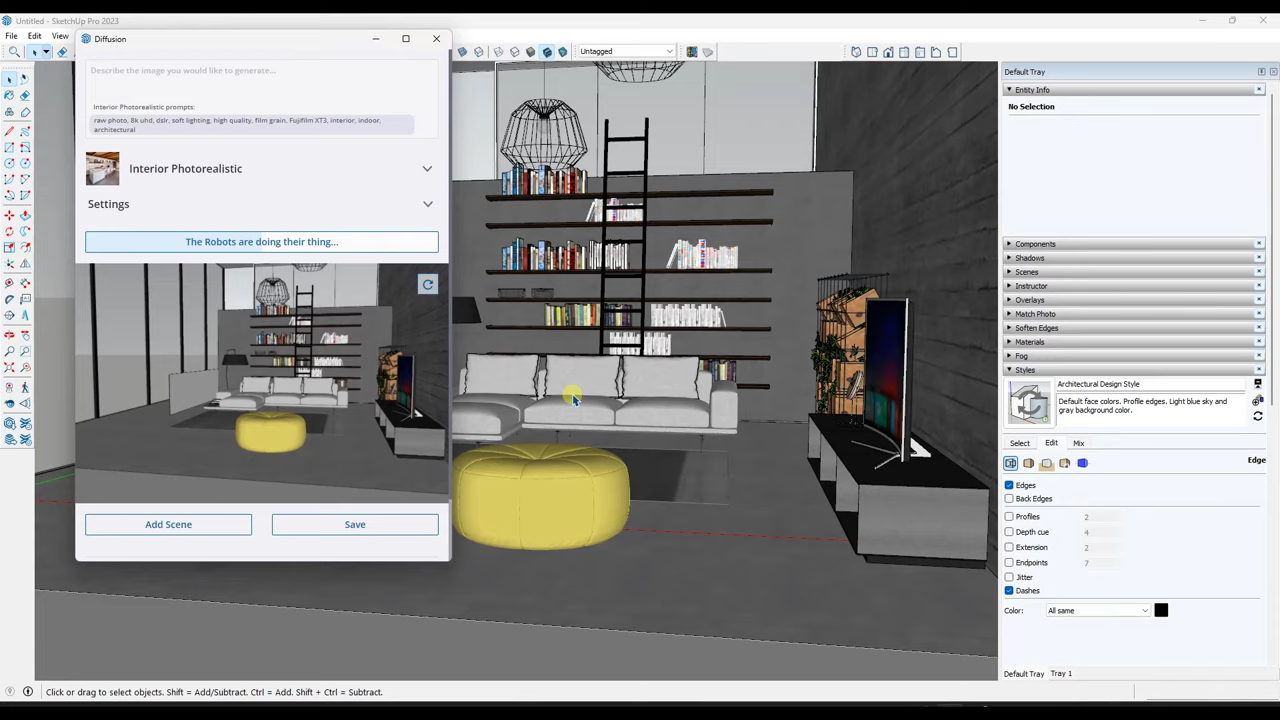 Untitled - SketchUp Pro 2023
File
Edit
Diffusion
Untagged
Describe the image you would like to generate...
Interior Photorealistic prompts:
raw photo, 8k uhd, dslr, soft lighting, high quality, film grain, Fujifilm XT3, interior, indoor,
architectural
Interior Photorealistic
Settings
The Robots are doing their thing...
Add Scene
Save
Default Tray
Entity Info
No Selection
Components
Shadows
Scenes
Instructor
Overlays
Match Photo
Soften Edges
Materials
Fog
Styles
Architectural Design Style
Default face colors. Profile edges. Light blue sky and
gray background color.
Select
Edit
Mix
Edge
Edges
Back Edges
Profiles
2
Depth cue
4
Extension
2
Endpoints
7
Jitter
Dashes
Color:
All same
Default Tray
Tray 1
Click or drag to select objects. Shift = Add/Subtract. Ctrl = Add. Shift + Ctrl = Subtract.